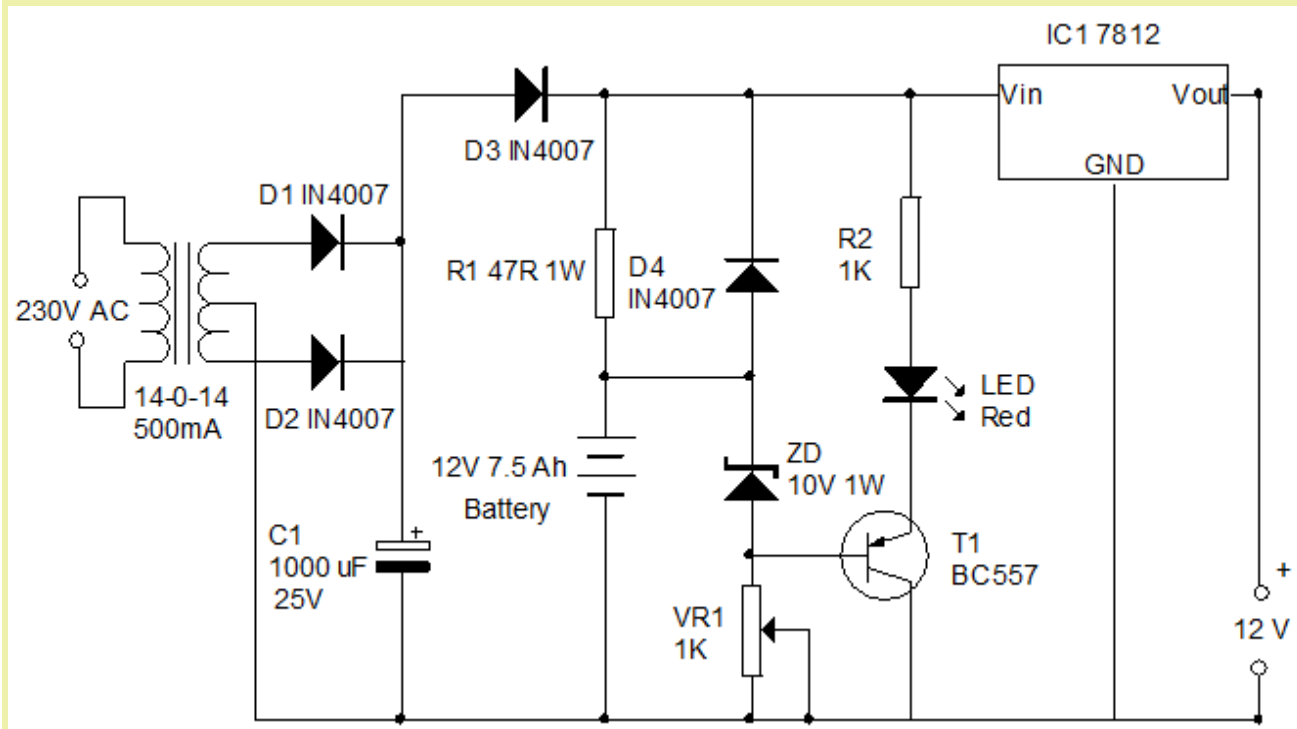 IC1 7812
Vin
Vout
GND
D3 IN4007
D1 IN4007
R1 47R 1W
D4
IN4007
R2
1K
230V AC
14-0-14
500mA
D2 IN4007
LED
Red
12V 7.5 Ah
Battery
ZD
10V 1W
C1
1000 uF
25V
+
T1
BC557
VR1
1K
+
12 V